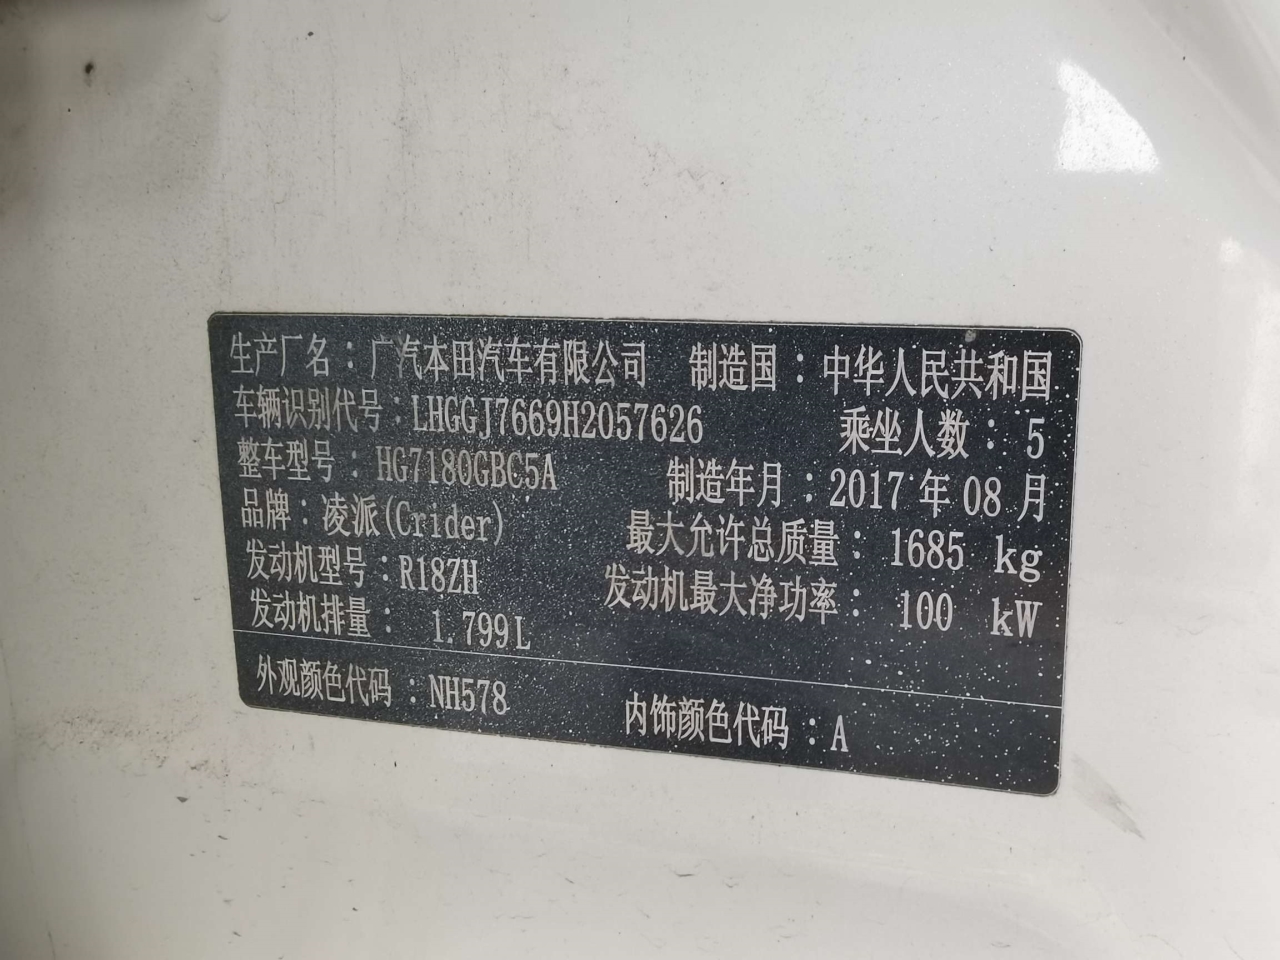 生产厂名：广汽本田汽车有限公司 制造国：中华人民共和国
车辆识别代号：LHGGJ7669H2057626 乘坐人数：5
整车型号：HG7180GBC5A 制造年月：2017年08月
品牌：凌派(Crider) 最大允许总质量：1685 kg
发动机型号：R18ZH 发动机最大净功率：100 kW
发动机排量：1.799L
外观颜色代码：NH578 内饰颜色代码：A